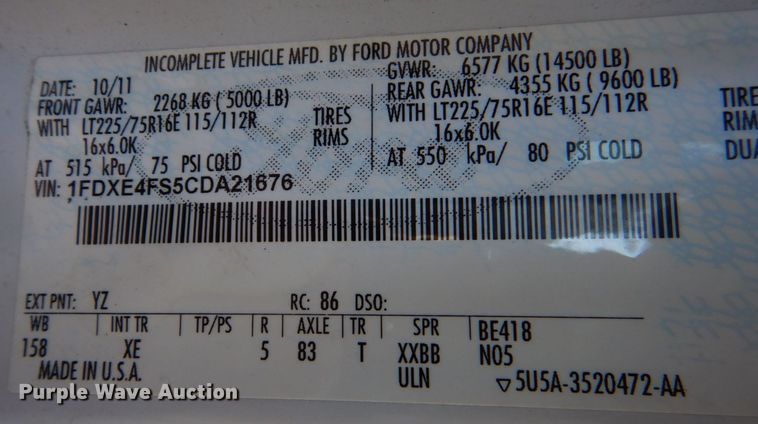 INCOMPLETE VEHICLE MFD. BY FORD MOTOR COMPANY
DATE: 10/11 GVWR: 6577 KG (14500 LB)
FRONT GAWR: 2268 KG ( 5000 LB) REAR GAWR: 4355 KG ( 9600 LB)
WITH LT225/75R16E 115/112R TIRES WITH LT225/75R16E 115/112R TIRE
16x6.0K RIMS 16x6.0K RIM
AT 515 kPa/ 75 PSI COLD AT 550 kPa/ 80 PSI COLD DUA
VIN: 1FDXE4FS5CDA21676
EXT PNT: YZ RC: 86 DSO:
WB INT TR TP/PS R AXLE TR SPR BE418
158 XE 5 83 T XXBB N05
MADE IN U.S.A. ULN ▽5U5A-3520472-AA
Purple Wave Auction